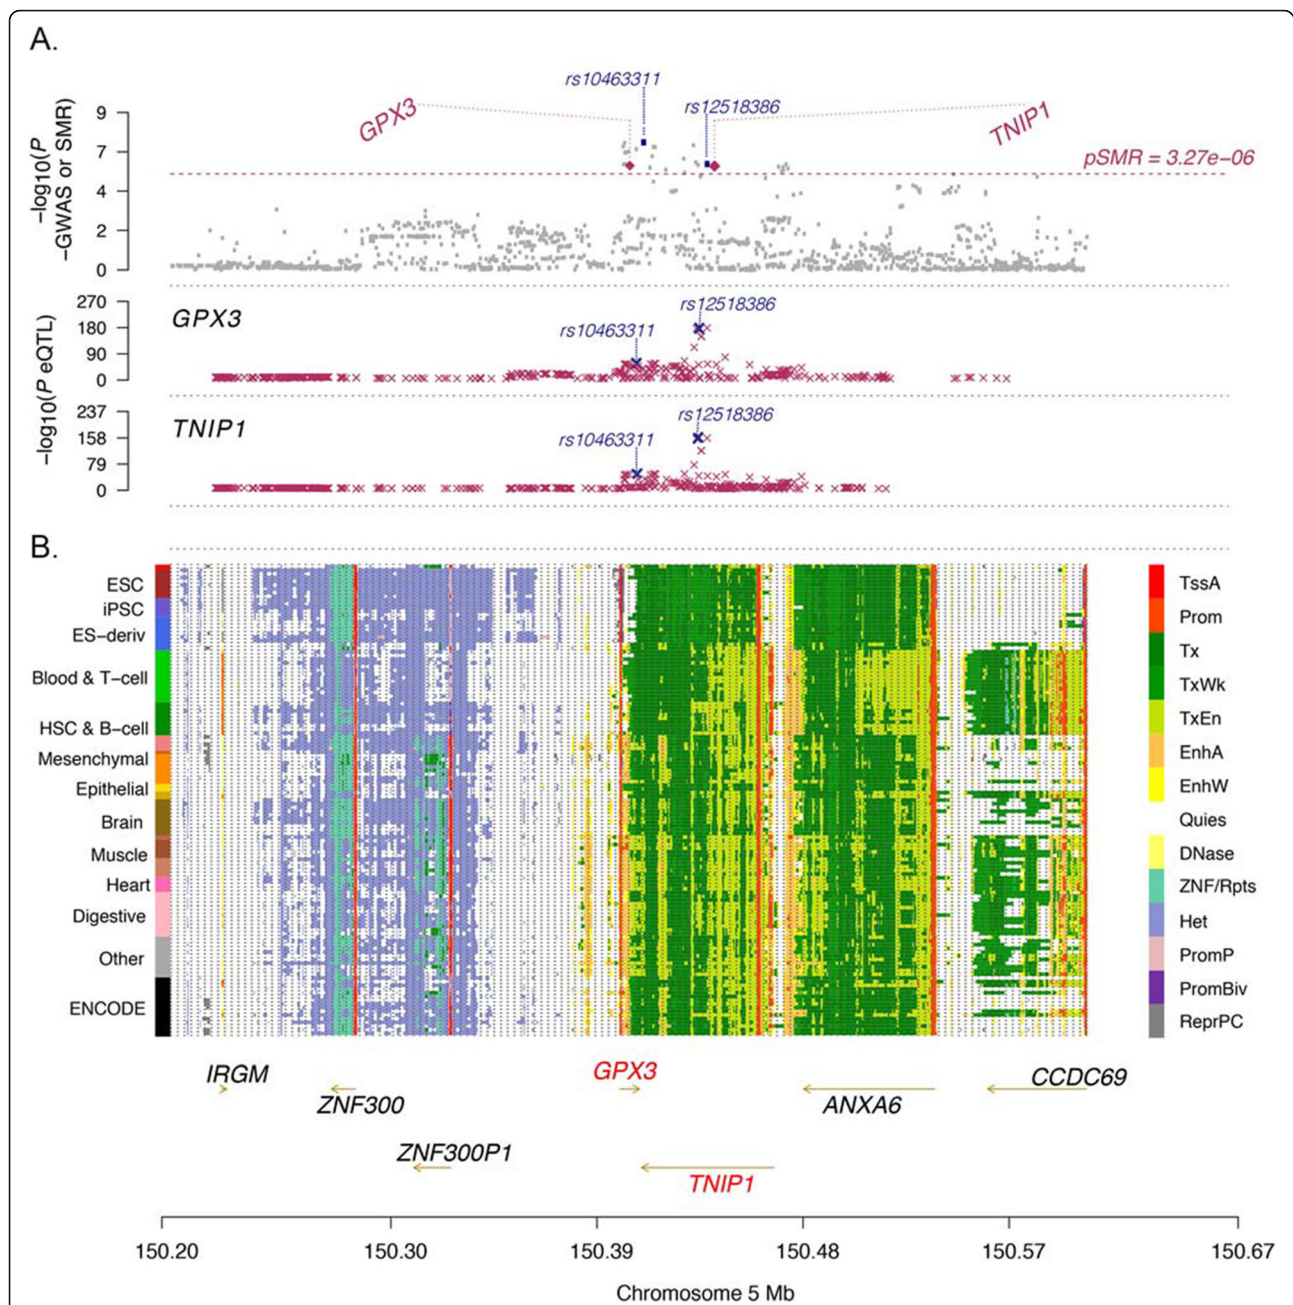 A.
rs10463311
GPX3
rs12518386
TNIP1
−log10(P
−GWAS or SMR)
9
7
4
2
0
pSMR = 3.27e−06
−log10(P eQTL)
270
180
90
0
GPX3
rs12518386
rs10463311
237
158
79
0
TNIP1
rs12518386
rs10463311
B.
ESC
iPSC
ES−deriv
Blood & T−cell
HSC & B−cell
Mesenchymal
Epithelial
Brain
Muscle
Heart
Digestive
Other
ENCODE
TssA
Prom
Tx
TxWk
TxEn
EnhA
EnhW
Quies
DNase
ZNF/Rpts
Het
PromP
PromBiv
ReprPC
IRGM
ZNF300
GPX3
ANXA6
CCDC69
ZNF300P1
TNIP1
150.20
150.30
150.39
150.48
150.57
150.67
Chromosome 5 Mb